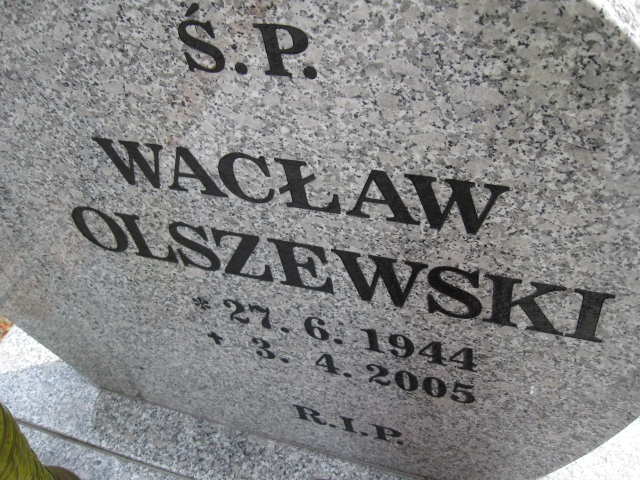 Ś.P.
WACŁAW
OLSZEWSKI
* 27. 6. 1944
+ 3. 4. 2005
R.I.P.